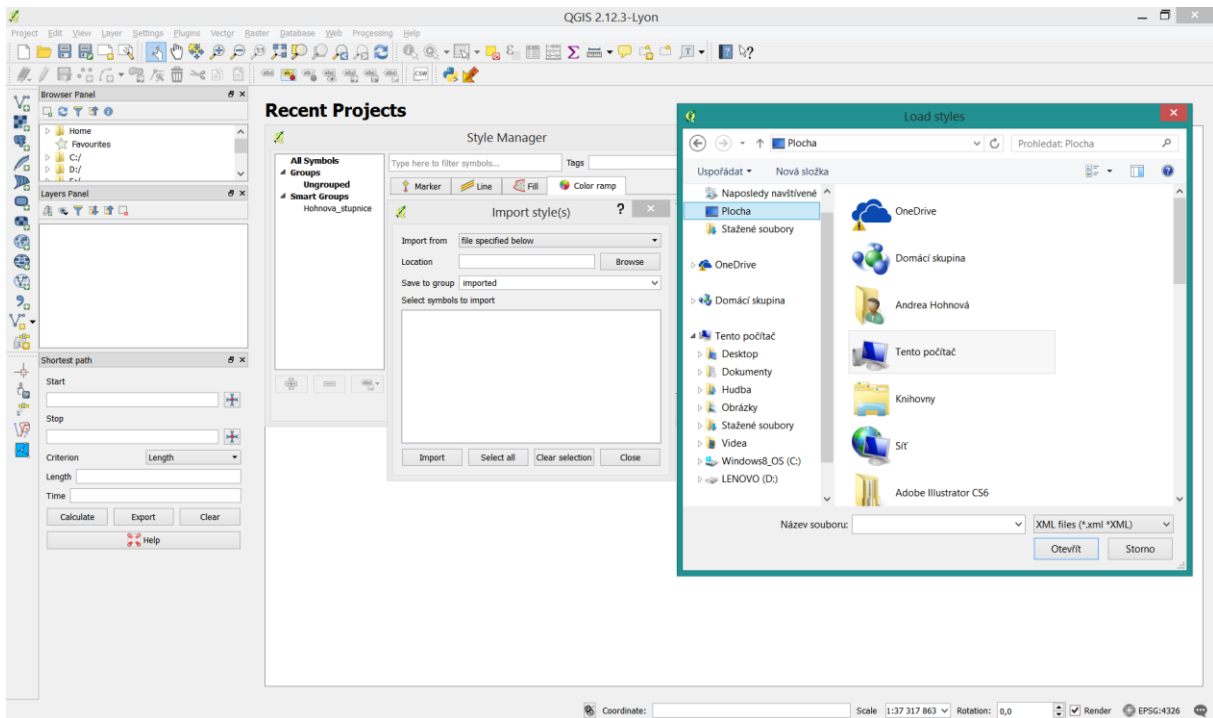 QGIS 2.12.3-Lyon
Project Edit View Layer Settings Plugins Vector Raster Database Web Processing Help
CSW
Browser Panel
Home
Favourites
C:/
D:/
Layers Panel
Shortest path
Start
Stop
Criterion Length
Length
Time
Calculate Export Clear
Help
Recent Projects
Style Manager
All Symbols
Groups
Ungrouped
Smart Groups
Hohnova_stupnice
Type here to filter symbols... Tags
Marker Line Fill Color ramp
Import style(s) ?
Import from file specified below
Location Browse
Save to group imported
Select symbols to import
Import Select all Clear selection Close
Load styles
Plocha Prohledat: Plocha
Uspořádat Nová složka
Naposledy navštívené
Plocha
Stažené soubory
OneDrive
Domácí skupina
Tento počítač
Desktop
Dokumenty
Hudba
Obrázky
Stažené soubory
Videa
Windows8_OS (C:)
LENOVO (D:)
OneDrive
Domácí skupina
Andrea Hohnová
Tento počítač
Knihovny
Síť
Adobe Illustrator CS6
Název souboru: XML files (*.xml *XML)
Otevřít Storno
Coordinate: Scale 1:37 317 863 Rotation: 0,0 Render EPSG:4326